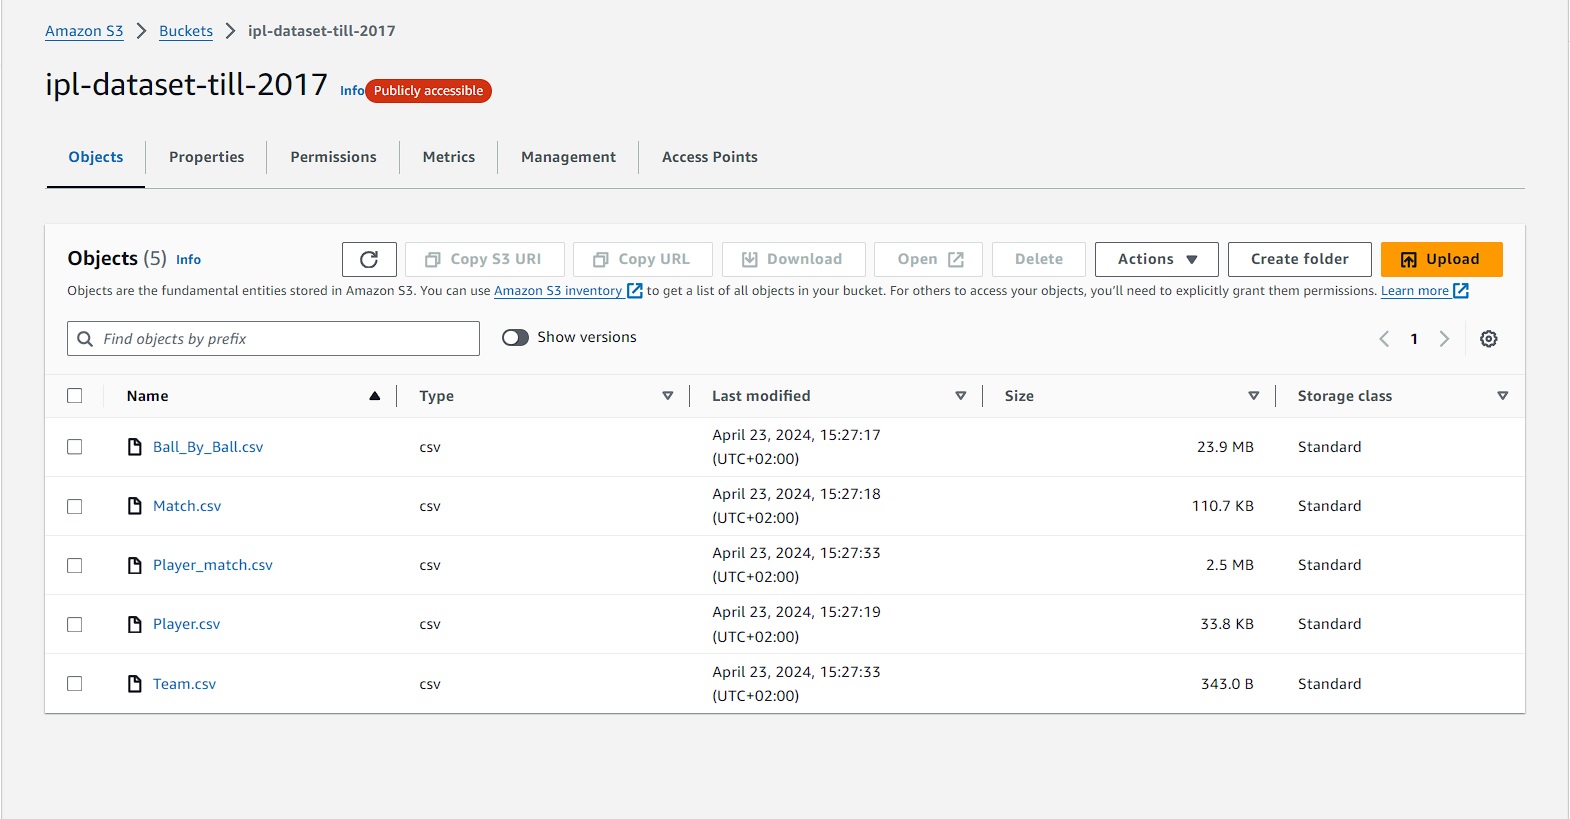 Amazon S3 > Buckets > ipl-dataset-till-2017
ipl-dataset-till-2017 Info Publicly accessible
Objects Properties Permissions Metrics Management Access Points
Objects (5) Info Copy S3 URI Copy URL Download Open Delete Actions Create folder Upload
Objects are the fundamental entities stored in Amazon S3. You can use Amazon S3 inventory to get a list of all objects in your bucket. For others to access your objects, you'll need to explicitly grant them permissions. Learn more
Find objects by prefix Show versions 1
Name Type Last modified Size Storage class
Ball_By_Ball.csv csv April 23, 2024, 15:27:17 (UTC+02:00) 23.9 MB Standard
Match.csv csv April 23, 2024, 15:27:18 (UTC+02:00) 110.7 KB Standard
Player_match.csv csv April 23, 2024, 15:27:33 (UTC+02:00) 2.5 MB Standard
Player.csv csv April 23, 2024, 15:27:19 (UTC+02:00) 33.8 KB Standard
Team.csv csv April 23, 2024, 15:27:33 (UTC+02:00) 343.0 B Standard